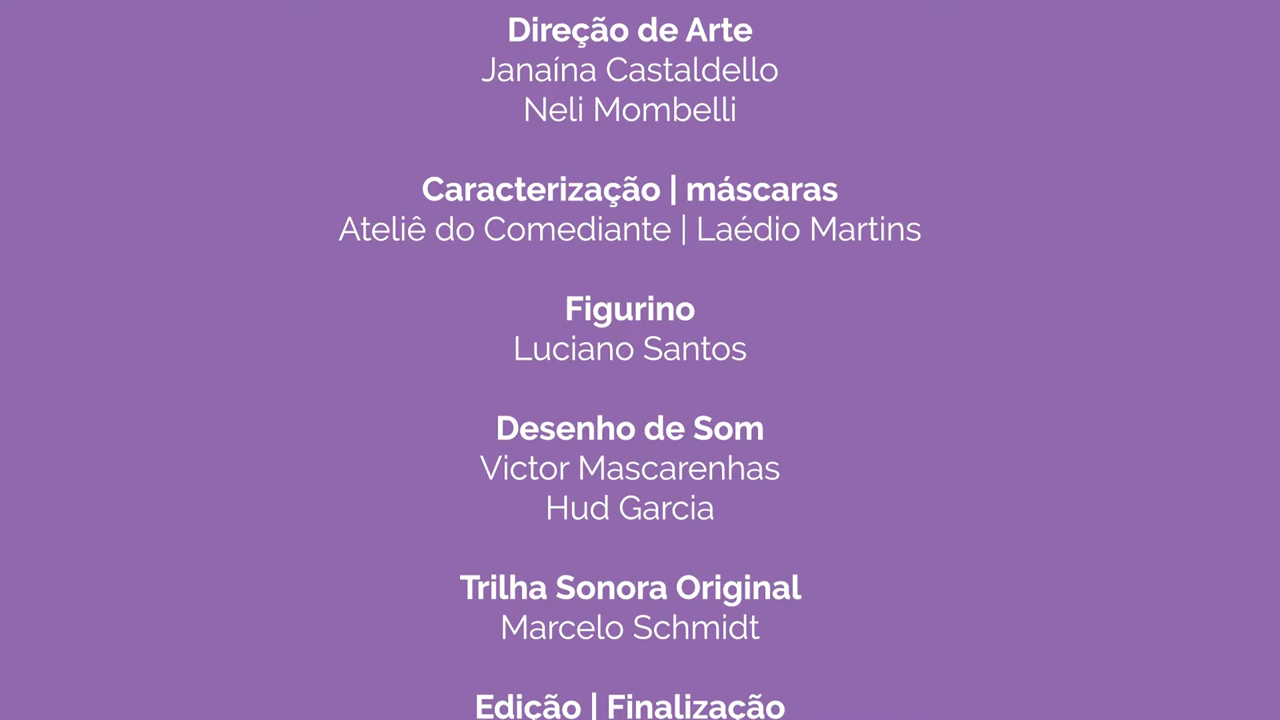 Direção de Arte
Janaína Castaldello
Neli Mombelli
Caracterização | máscaras
Ateliê do Comediante | Laédio Martins
Figurino
Luciano Santos
Desenho de Som
Victor Mascarenhas
Hud Garcia
Trilha Sonora Original
Marcelo Schmidt
Edição | Finalização